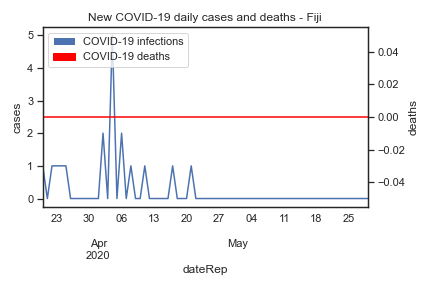 New COVID-19 daily cases and deaths - Fiji
COVID-19 infections
COVID-19 deaths
5
4
3
2
1
0
cases
0.04
0.02
0.00
−0.02
−0.04
deaths
23 30 06 13 20 27 04 11 18 25
Apr May
2020
dateRep